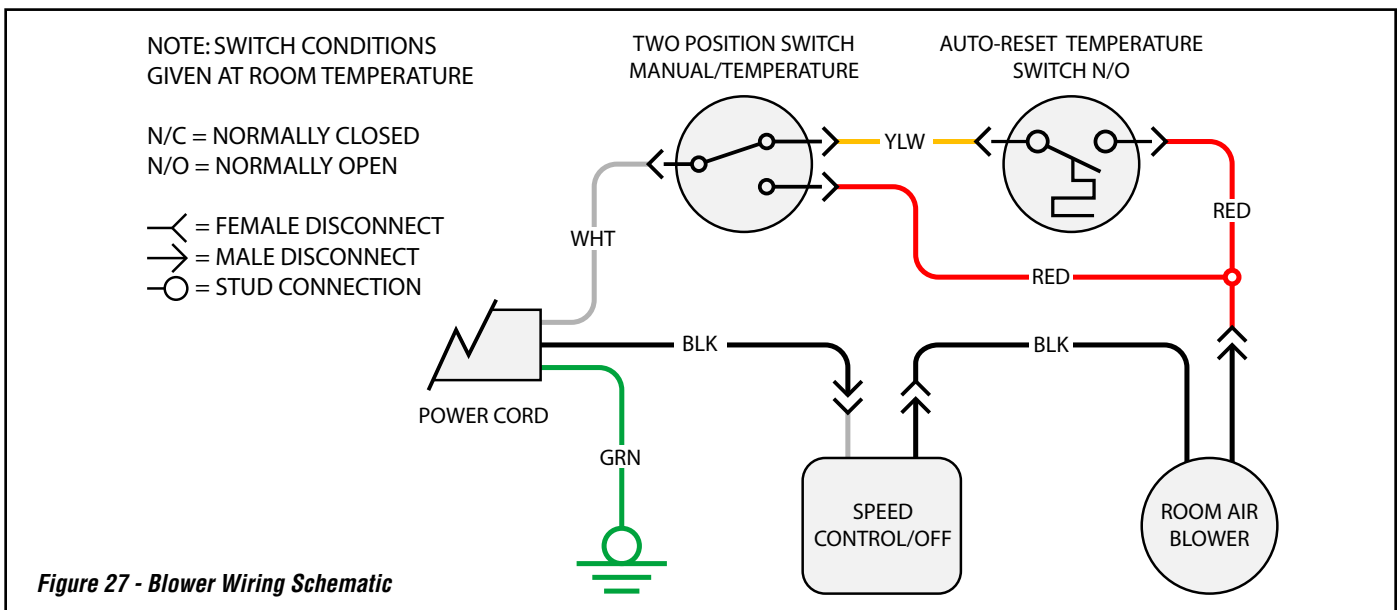 NOTE: SWITCH CONDITIONS
GIVEN AT ROOM TEMPERATURE
N/C = NORMALLY CLOSED
N/O = NORMALLY OPEN
= FEMALE DISCONNECT
= MALE DISCONNECT
= STUD CONNECTION
TWO POSITION SWITCH
MANUAL/TEMPERATURE
AUTO-RESET TEMPERATURE
SWITCH N/O
YLW
RED
WHT
RED
BLK
BLK
POWER CORD
GRN
SPEED
CONTROL/OFF
ROOM AIR
BLOWER
Figure 27 - Blower Wiring Schematic